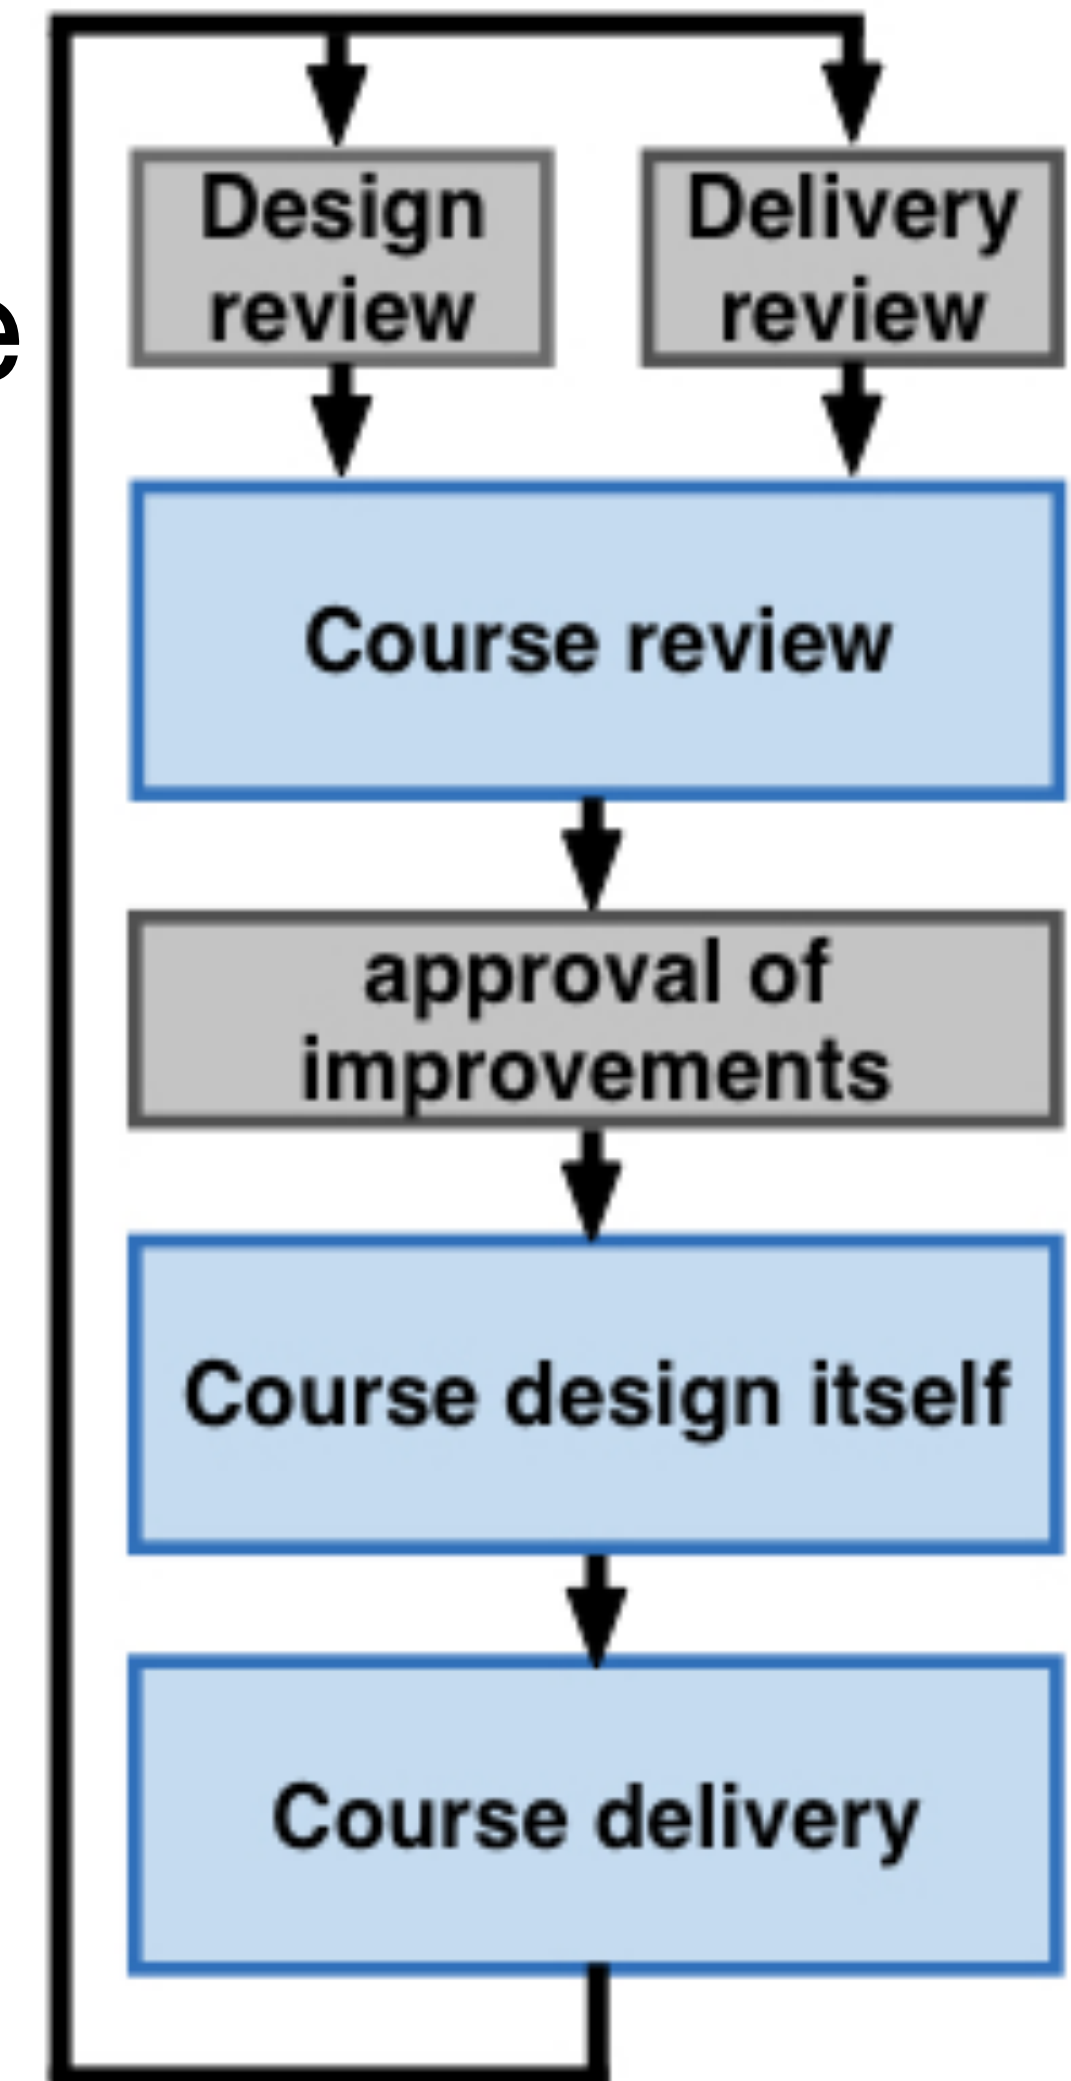 Design
review
Delivery
review
e
Course review
approval of
improvements
Course design itself
Course delivery